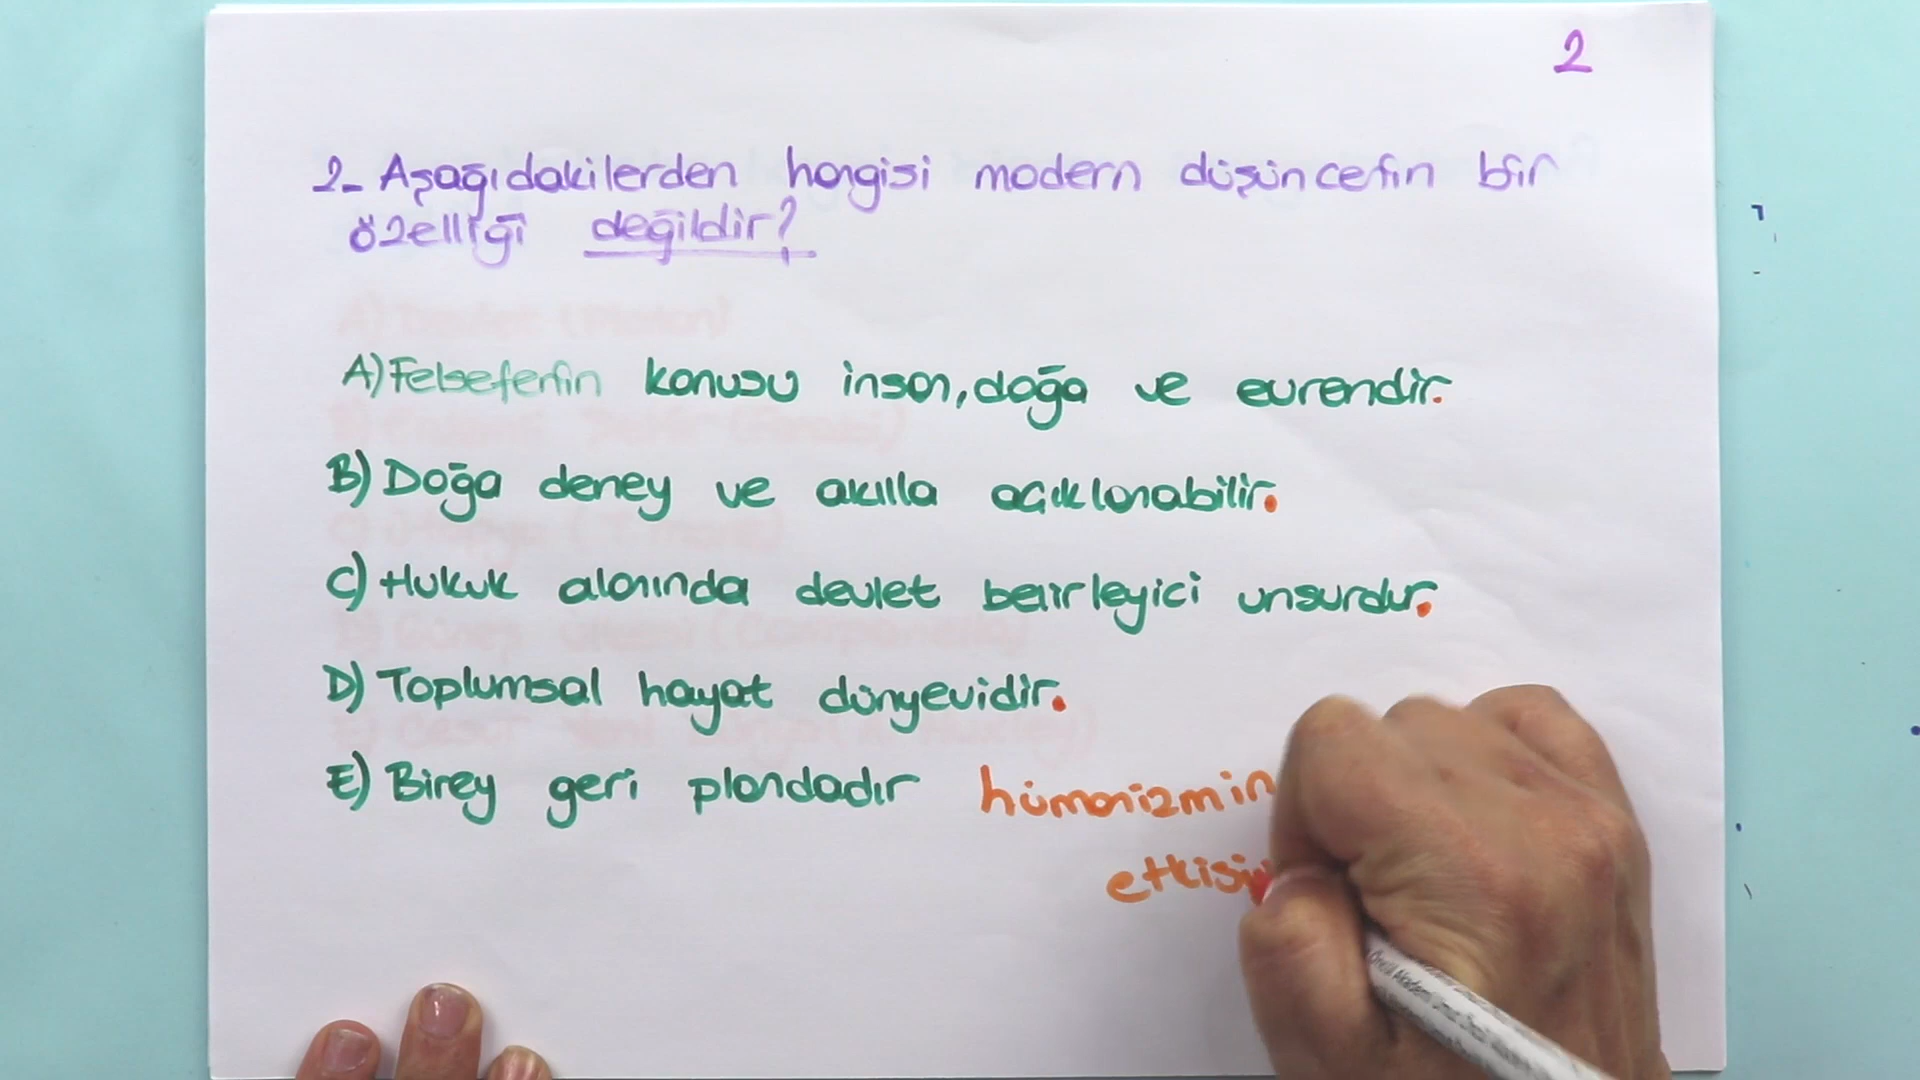 2
2- Aşağıdakilerden hangisi modern düşüncenin bir
özelliği değildir?
A) Felsefenin konusu insan, doğa ve evrendir.
B) Doğa deney ve akılla açıklanabilir.
C) Hukuk alanında devlet belirleyici unsurdur.
D) Toplumsal hayat dünyevidir.
E) Birey geri plandadır hümanizmin
etkisi